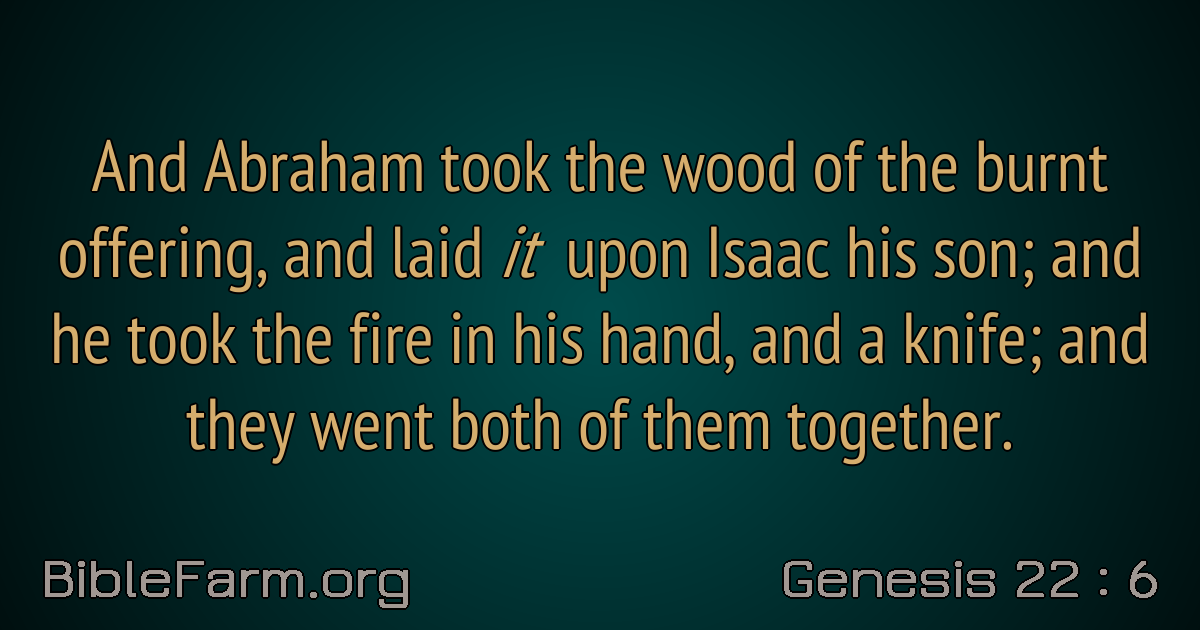 And Abraham took the wood of the burnt
offering, and laid it upon Isaac his son; and
he took the fire in his hand, and a knife; and
they went both of them together.
BibleFarm.org
Genesis 22 : 6